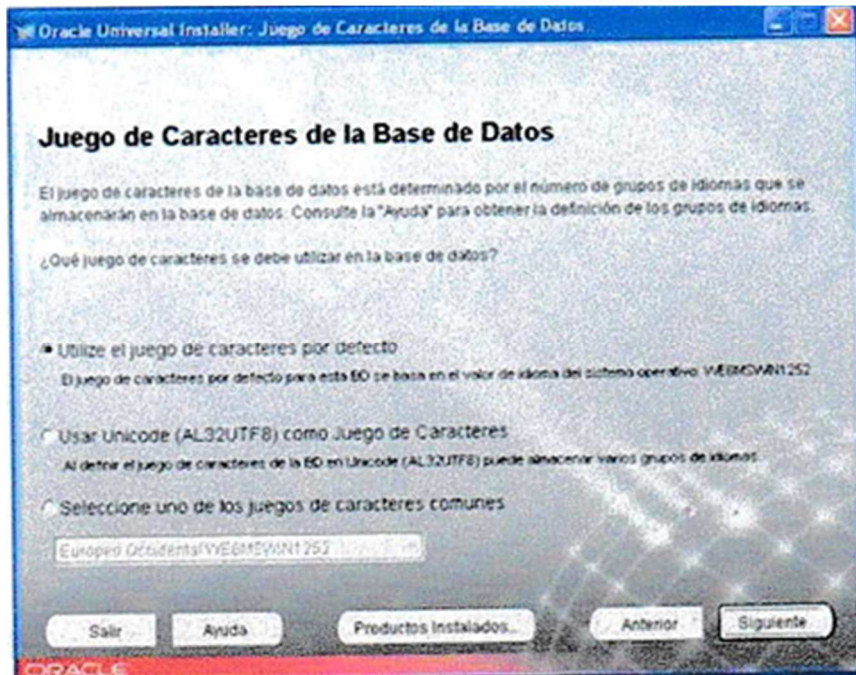 Oracle Universal Installer: Juego de Caracteres de la Base de Datos
Juego de Caracteres de la Base de Datos
El juego de caracteres de la base de datos está determinado por el número de grupos de idiomas que se
almacenarán en la base de datos. Consulte la "Ayuda" para obtener la definición de los grupos de idiomas.
¿Qué juego de caracteres se debe utilizar en la base de datos?
Utilize el juego de caracteres por defecto
El juego de caracteres por defecto para esta BD se basa en el valor de idioma del sistema operativo: WE8MSWIN1252
Usar Unicode (AL32UTF8) como Juego de Caracteres
Al definir el juego de caracteres de la BD en Unicode (AL32UTF8) puede almacenar varios grupos de idiomas.
Seleccione uno de los juegos de caracteres comunes
Europeo Occidental WE8MSWIN1252
Salir Ayuda Productos Instalados... Anterior Siguiente
ORACLE